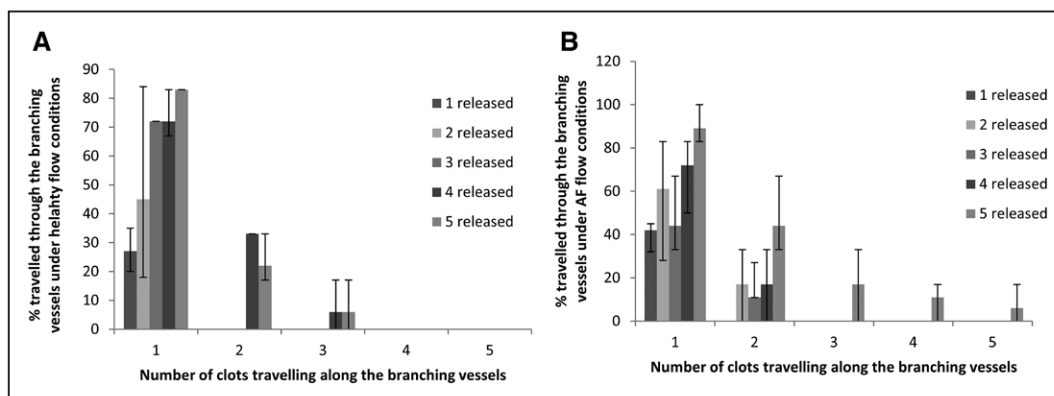 A
% travelled through the branching
vessels under helahty flow conditions
90
80
70
60
50
40
30
20
10
0
1 2 3 4 5
Number of clots travelling along the branching vessels
1 released
2 released
3 released
4 released
5 released
B
% travelled through the branching
vessels under AF flow conditions
120
100
80
60
40
20
0
1 2 3 4 5
Number of clots travelling along the branching vessels
1 released
2 released
3 released
4 released
5 released